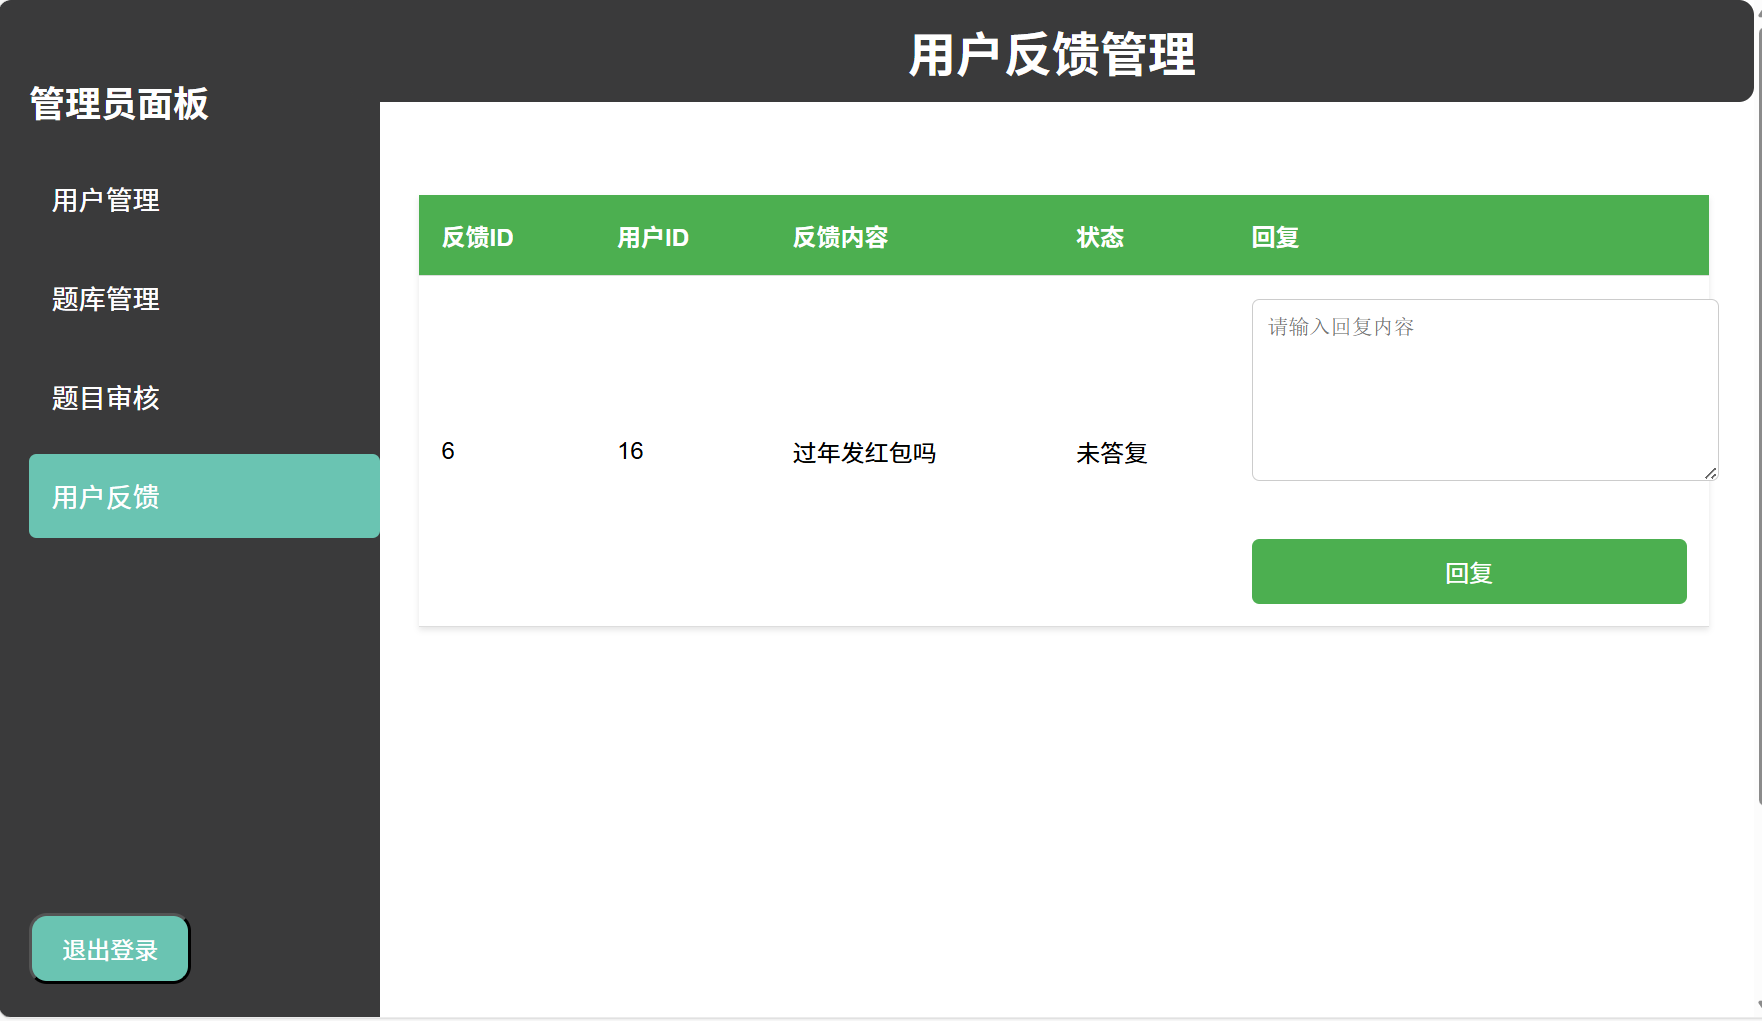 用户反馈管理
管理员面板
用户管理
题库管理
题目审核
用户反馈
退出登录
反馈ID 用户ID 反馈内容 状态 回复
请输入回复内容
6 16 过年发红包吗 未答复
回复